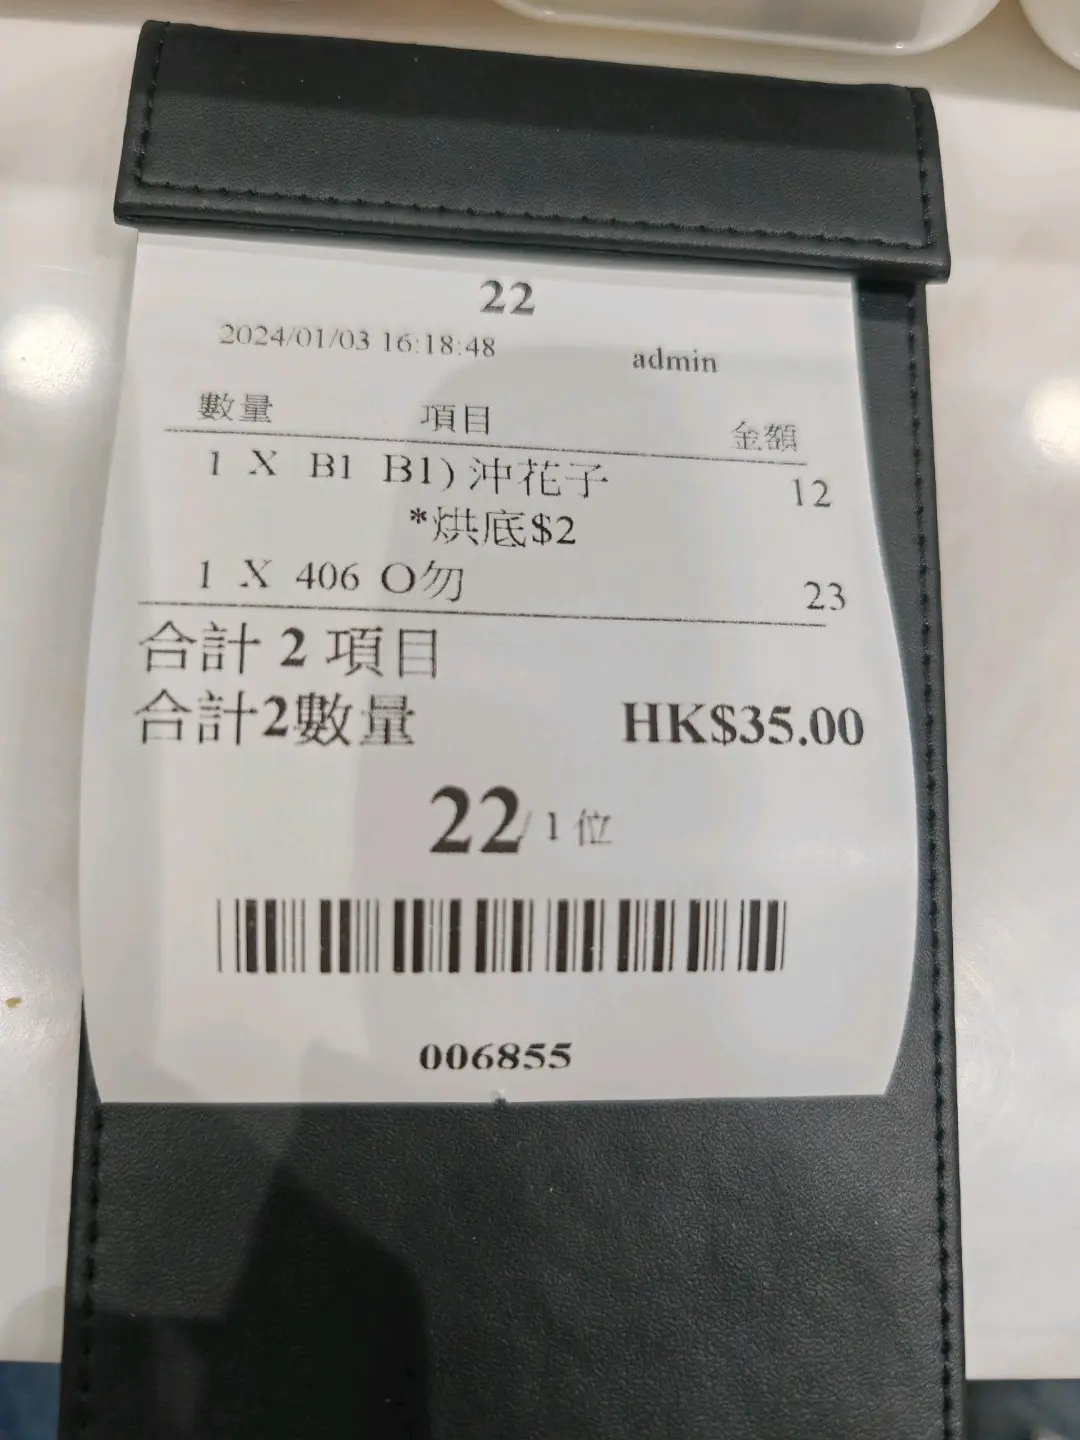 22
2024/01/03 16:18:48 admin
數量 項目 金額
1 X B1 B1) 沖花子 12
*烘底$2
1 X 406 O勿 23
合計 2 項目
合計2數量 HK$35.00
22/ 1 位
006855